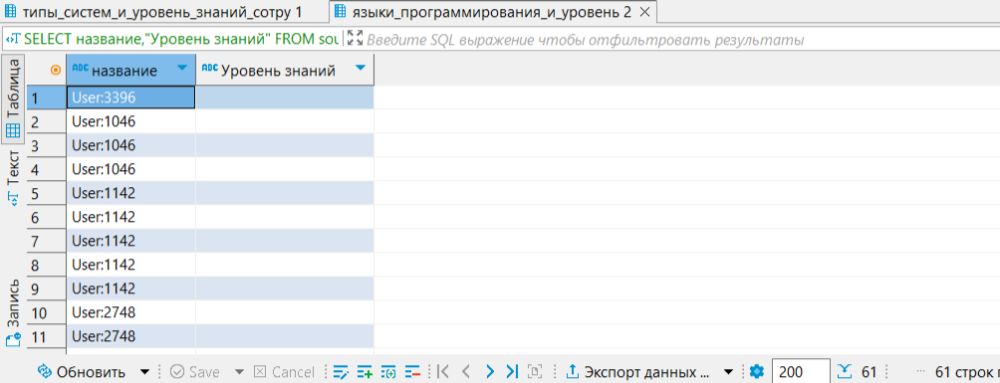 типы_систем_и_уровень_знаний_сотру 1
языки_программирования_и_уровень 2
SELECT название,"Уровень знаний" FROM sou
Введите SQL выражение чтобы отфильтровать результаты
Таблица
Текст
Запись
ABC название
ABC Уровень знаний
1 User:3396
2 User:1046
3 User:1046
4 User:1046
5 User:1142
6 User:1142
7 User:1142
8 User:1142
9 User:1142
10 User:2748
11 User:2748
Обновить Save Cancel Экспорт данных ... 200 61 61 строк